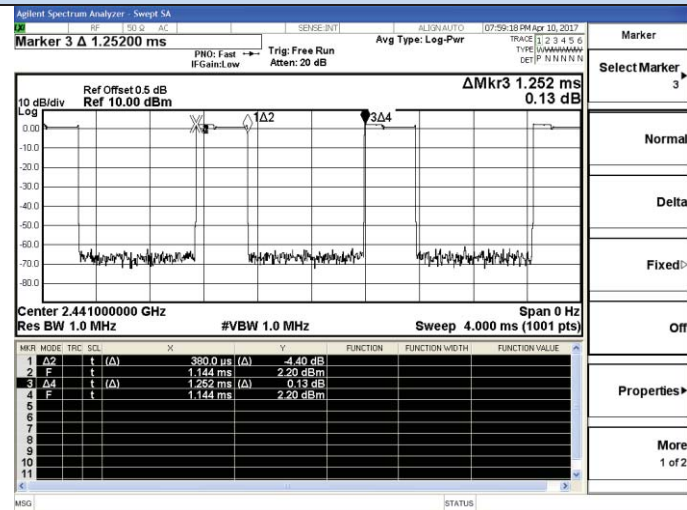 Agilent Spectrum Analyzer - Swept SA
RF 50 Ω AC SENSE:INT ALIGNAUTO 07:59:18 PM Apr 10, 2017
Marker 3 Δ 1.25200 ms
PNO: Fast
IFGain:Low
Trig: Free Run
Atten: 20 dB
Avg Type: Log-Pwr
TRACE 1 2 3 4 5 6
TYPE WWWWWW
DET P N N N N N
Ref Offset 0.5 dB
10 dB/div Ref 10.00 dBm
ΔMkr3 1.252 ms
0.13 dB
Log
1Δ2
3Δ4
0.00
-10.0
-20.0
-30.0
-40.0
-50.0
-60.0
-70.0
-80.0
Center 2.441000000 GHz Span 0 Hz
Res BW 1.0 MHz #VBW 1.0 MHz Sweep 4.000 ms (1001 pts)
MKR MODE TRC SCL X Y FUNCTION FUNCTION WIDTH FUNCTION VALUE
1 Δ2 t (Δ) 380.0 µs (Δ) -4.40 dB
2 F t 1.144 ms 2.20 dBm
3 Δ4 t (Δ) 1.252 ms (Δ) 0.13 dB
4 F t 1.144 ms 2.20 dBm
5
6
7
8
9
10
11
MSG STATUS
Marker
Select Marker
3
Normal
Delta
Fixed
Off
Properties
More
1 of 2